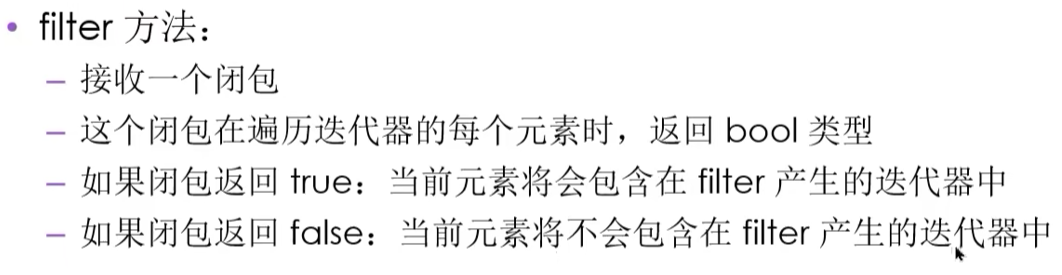 • filter 方法：
– 接收一个闭包
– 这个闭包在遍历迭代器的每个元素时，返回 bool 类型
– 如果闭包返回 true：当前元素将会包含在 filter 产生的迭代器中
– 如果闭包返回 false：当前元素将不会包含在 filter 产生的迭代器中